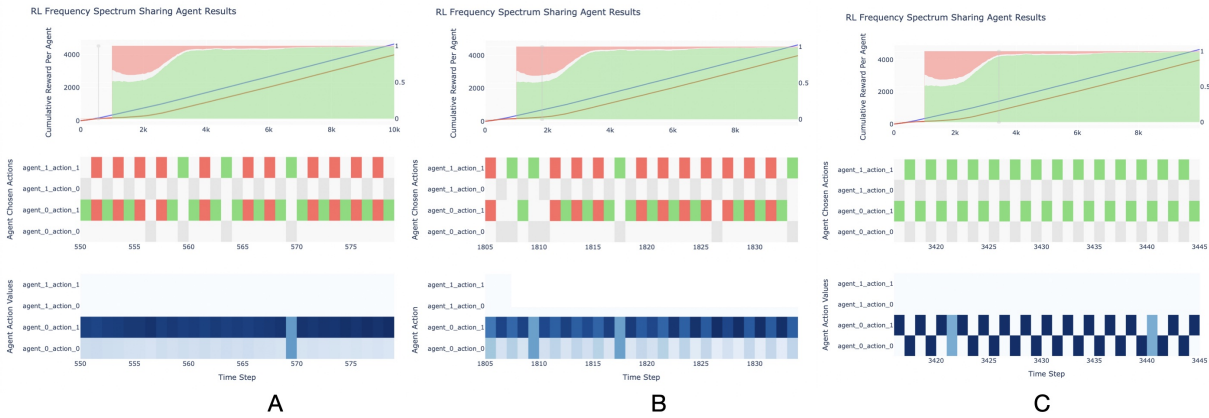 RL Frequency Spectrum Sharing Agent Results
Cumulative Reward Per Agent
4000
2000
0
1
0.5
0
0
2k
4k
6k
8k
10k
Agent Chosen Actions
agent_1_action_1
agent_1_action_0
agent_0_action_1
agent_0_action_0
550
555
560
565
570
575
Agent Action Values
agent_1_action_1
agent_1_action_0
agent_0_action_1
agent_0_action_0
550
555
560
565
570
575
Time Step
A
RL Frequency Spectrum Sharing Agent Results
Cumulative Reward Per Agent
4000
2000
0
1
0.5
0
0
2k
4k
6k
8k
Agent Chosen Actions
agent_1_action_1
agent_1_action_0
agent_0_action_1
agent_0_action_0
1805
1810
1815
1820
1825
1830
Agent Action
agent_1_action_1
agent_1_action_0
agent_0_action_1
agent_0_action_0
1805
1810
1815
1820
1825
1830
Time Step
B
RL Frequency Spectrum Sharing Agent Results
Cumulative Reward Per Agent
4000
2000
0
1
0.5
0
0
2k
4k
6k
8k
Agent Chosen Actions
agent_1_action_1
agent_1_action_0
agent_0_action_1
agent_0_action_0
3420
3425
3430
3435
3440
3445
Agent Action Values
agent_1_action_1
agent_1_action_0
agent_0_action_1
agent_0_action_0
3420
3425
3430
3435
3440
3445
Time Step
C